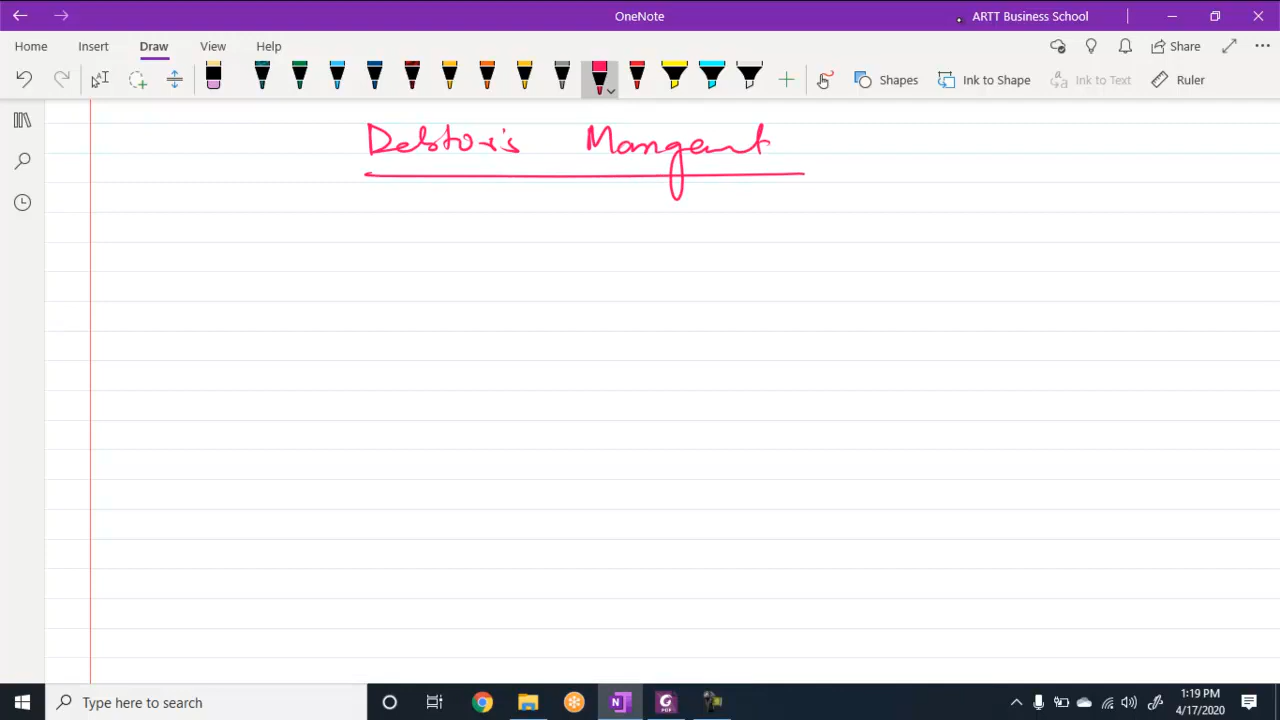 OneNote
ARTT Business School
Home Insert Draw View Help
Share
Shapes Ink to Shape Ink to Text Ruler
Debtor's Mangemt
Type here to search
1:19 PM
4/17/2020